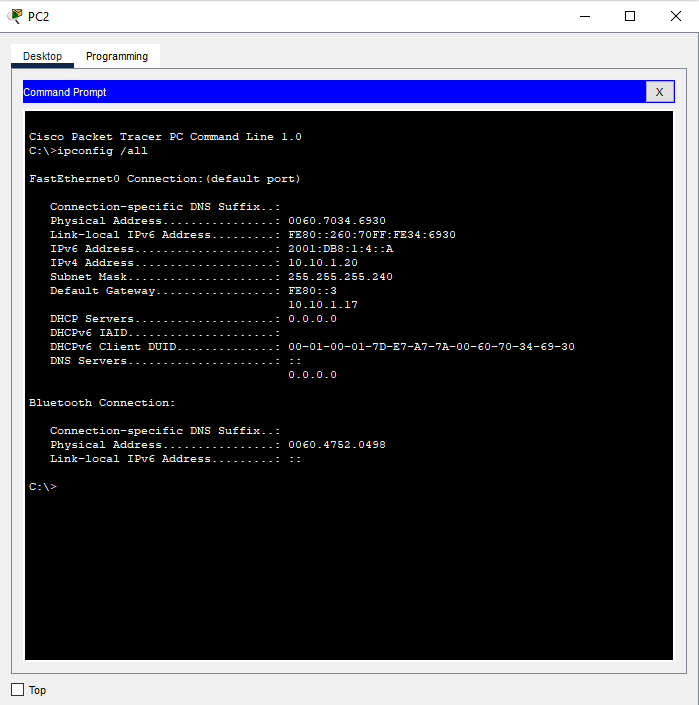 PC2
Desktop
Programming
Command Prompt
X
Cisco Packet Tracer PC Command Line 1.0
C:\>ipconfig /all
FastEthernet0 Connection:(default port)
Connection-specific DNS Suffix..:
Physical Address................: 0060.7034.6930
Link-local IPv6 Address.........: FE80::260:70FF:FE34:6930
IPv6 Address....................: 2001:DB8:1:4::A
IPv4 Address....................: 10.10.1.20
Subnet Mask.....................: 255.255.255.240
Default Gateway.................: FE80::3
10.10.1.17
DHCP Servers....................: 0.0.0.0
DHCPv6 IAID.....................:
DHCPv6 Client DUID..............: 00-01-00-01-7D-E7-A7-7A-00-60-70-34-69-30
DNS Servers.....................: ::
0.0.0.0
Bluetooth Connection:
Connection-specific DNS Suffix..:
Physical Address................: 0060.4752.0498
Link-local IPv6 Address.........: ::
C:\>
Top